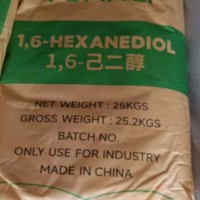 1,6-HEXANEDIOL
1,6-己二醇
NET WEIGHT : 25KGS
GROSS WEIGHT : 25.2KGS
BATCH NO.
ONLY USE FOR INDUSTRY
MADE IN CHINA